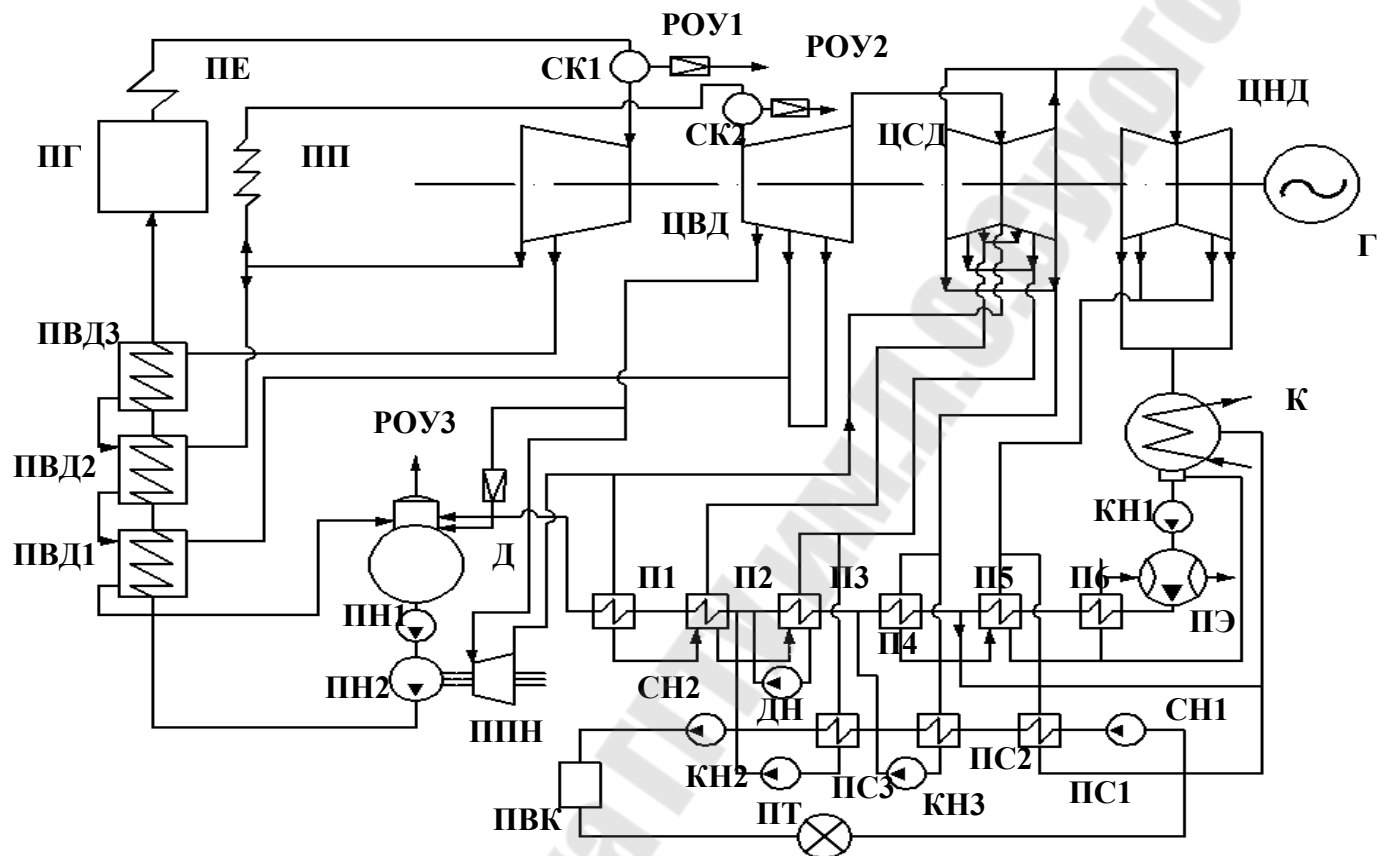 РОУ1
РОУ2
ПЕ
СК1
ЦНД
СК2
ЦСД
ПГ
ПП
ЦВД
Г
ПВД3
К
РОУ3
ПВД2
КН1
ПВД1
Д
П1
П2
П3
П5
П6
ПН1
П4
ПЭ
ПН2
СН2
ДН
СН1
ППН
КН2
ПС3
ПС2
ПВК
ПТ
КН3
ПС1